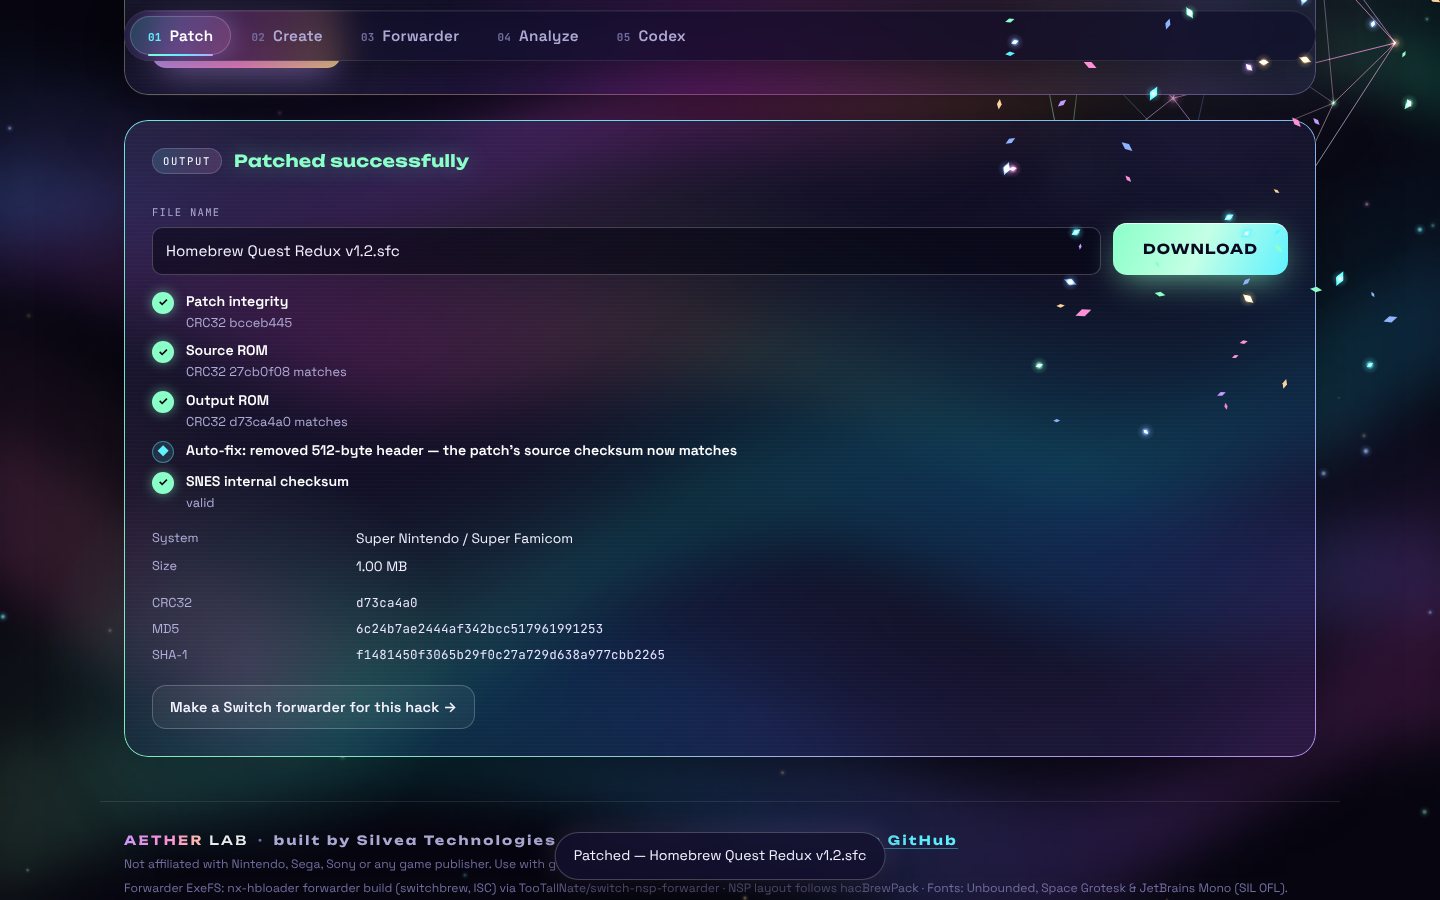 01 Patch 02 Create 03 Forwarder 04 Analyze 05 Codex
OUTPUT Patched successfully
FILE NAME
Homebrew Quest Redux v1.2.sfc
DOWNLOAD
Patch integrity
CRC32 bcceb445
Source ROM
CRC32 27cb0f08 matches
Output ROM
CRC32 d73ca4a0 matches
Auto-fix: removed 512-byte header — the patch's source checksum now matches
SNES internal checksum
valid
System Super Nintendo / Super Famicom
Size 1.00 MB
CRC32 d73ca4a0
MD5 6c24b7ae2444af342bcc517961991253
SHA-1 f1481450f3065b29f0c27a729d638a977cbb2265
Make a Switch forwarder for this hack →
AETHER LAB · built by Silvea Technologies GitHub
Patched — Homebrew Quest Redux v1.2.sfc
Not affiliated with Nintendo, Sega, Sony or any game publisher. Use with
Forwarder ExeFS: nx-hbloader forwarder build (switchbrew, ISC) via TooTallNate/switch-nsp-forwarder · NSP layout follows hacBrewPack · Fonts: Unbounded, Space Grotesk & JetBrains Mono (SIL OFL).